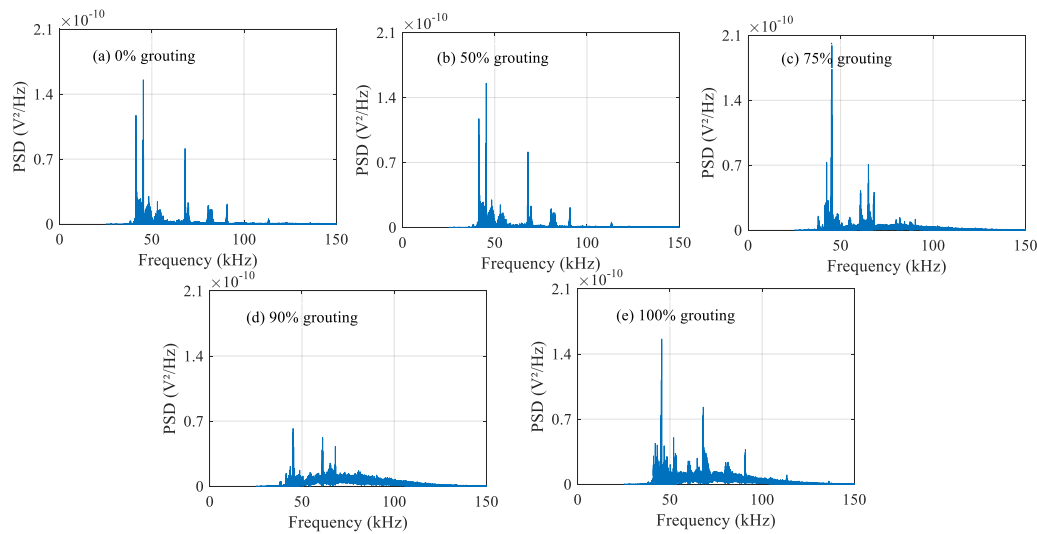 ×10⁻¹⁰
2.1
(a) 0% grouting
1.4
0.7
0
PSD (V²/Hz)
0 50 100 150
Frequency (kHz)
×10⁻¹⁰
2.1
(b) 50% grouting
1.4
0.7
0
PSD (V²/Hz)
0 50 100 150
Frequency (kHz)
×10⁻¹⁰
2.1
(c) 75% grouting
1.4
0.7
0
PSD (V²/Hz)
0 50 100 150
Frequency (kHz)
×10⁻¹⁰
2.1
(d) 90% grouting
1.4
0.7
0
PSD (V²/Hz)
0 50 100 150
Frequency (kHz)
×10⁻¹⁰
2.1
(e) 100% grouting
1.4
0.7
0
PSD (V²/Hz)
0 50 100 150
Frequency (kHz)